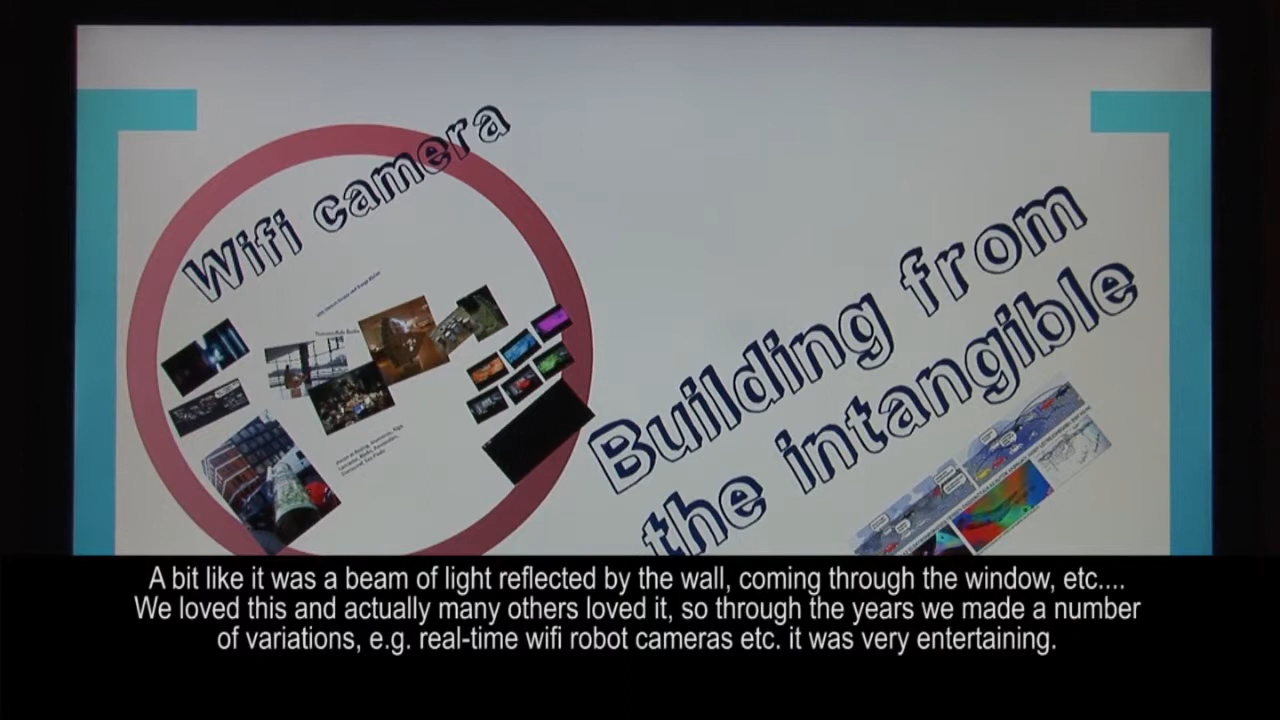 Wifi camera
Building from
the intangible
A bit like it was a beam of light reflected by the wall, coming through the window, etc....
We loved this and actually many others loved it, so through the years we made a number
of variations, e.g. real-time wifi robot cameras etc. it was very entertaining.